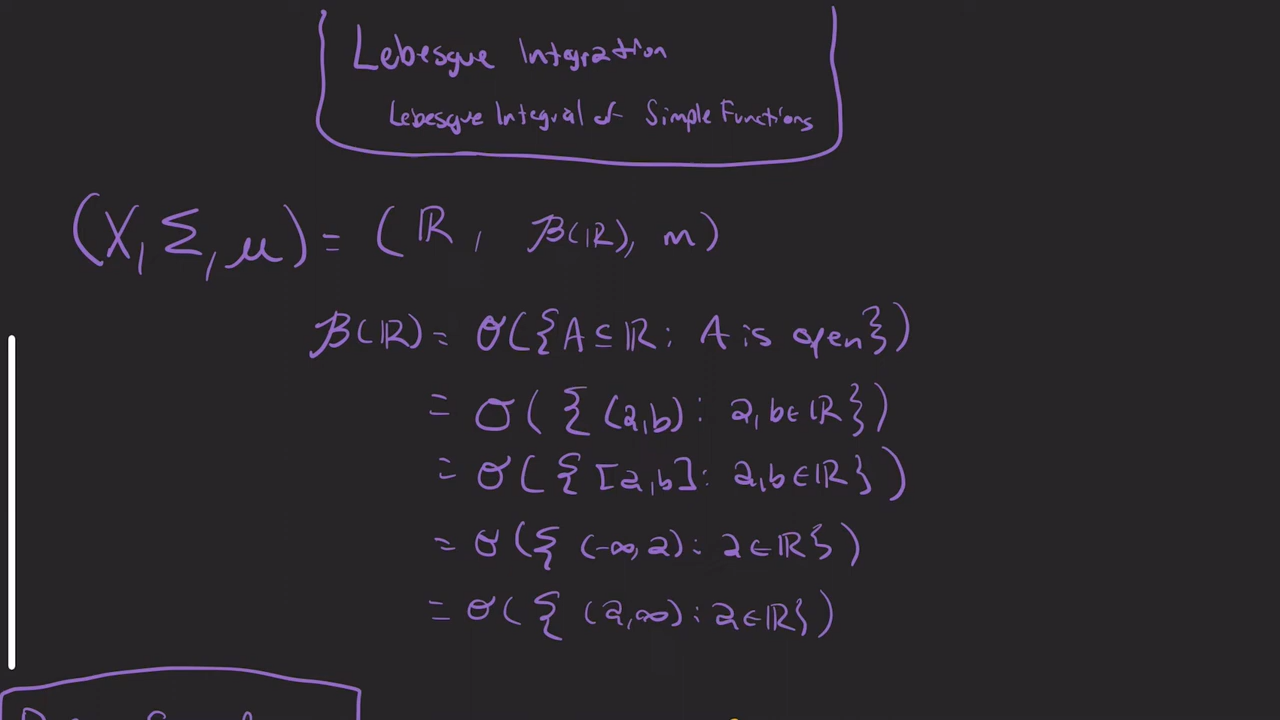 Lebesgue Integration
Lebesgue Integral of Simple Functions
(X, Σ, μ) = (ℝ, ℬ(ℝ), m)
ℬ(ℝ) = σ({A ⊆ ℝ : A is open})
= σ({(a,b) : a,b ∈ ℝ})
= σ({[a,b] : a,b ∈ ℝ})
= σ({(-∞,a) : a ∈ ℝ})
= σ({(a,∞) : a ∈ ℝ})